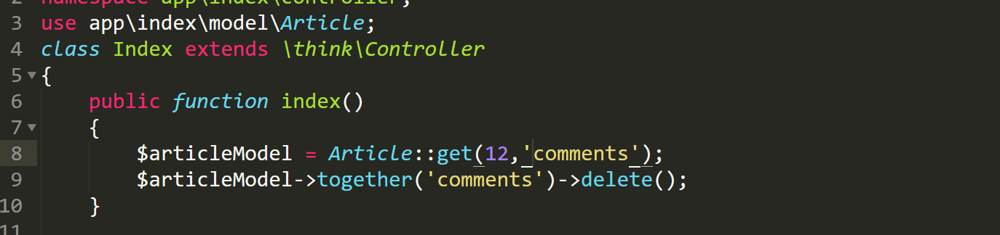 2 namespace app\index\controller;
3 use app\index\model\Article;
4 class Index extends \think\Controller
5 {
6 public function index()
7 {
8 $articleModel = Article::get(12,'comments');
9 $articleModel->together('comments')->delete();
10 }
11